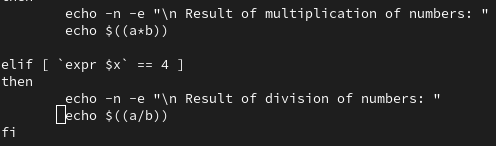 echo -n -e "\n Result of multiplication of numbers: "
        echo $((a*b))

elif [ `expr $x` == 4 ]
then
        echo -n -e "\n Result of division of numbers: "
        echo $((a/b))
fi